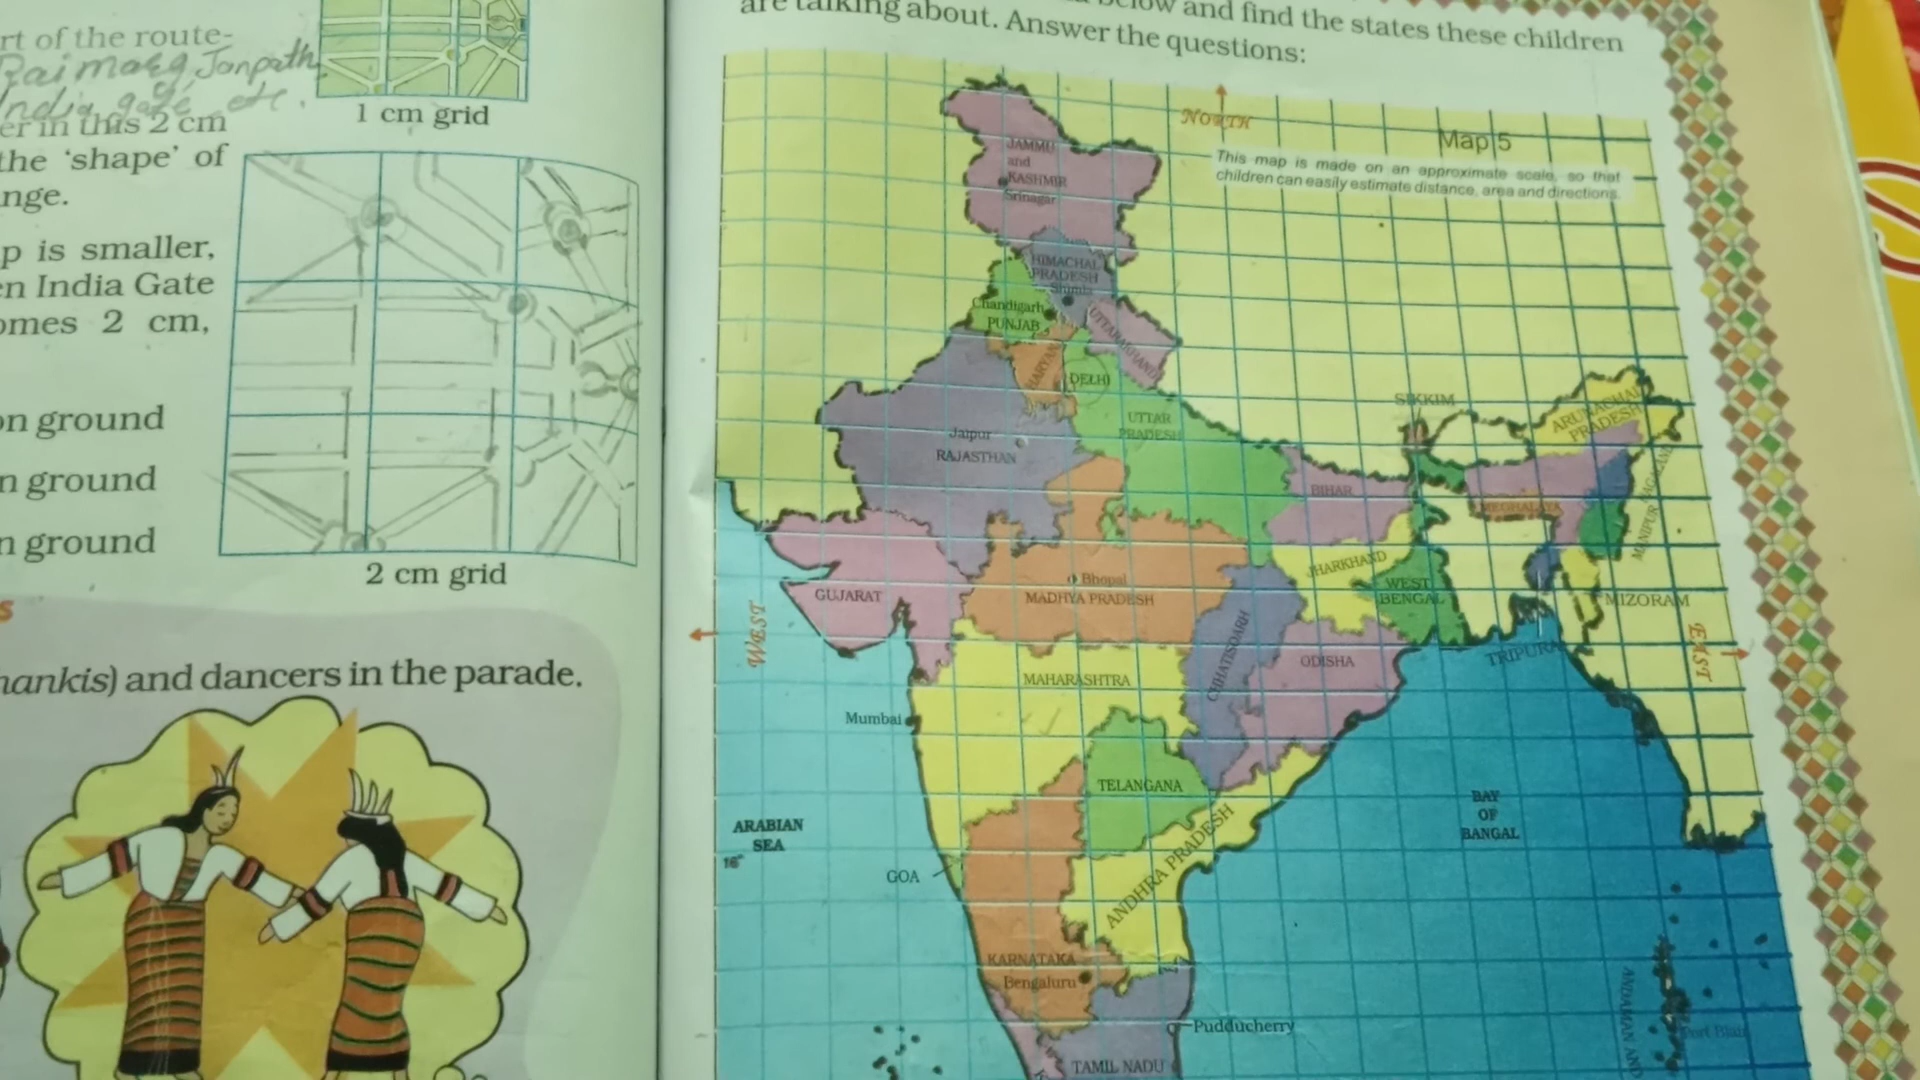 rt of the route-
Janpath
India gate, etc.
er in this 2 cm
the 'shape' of
nge.
p is smaller,
en India Gate
omes 2 cm,
on ground
n ground
n ground
1 cm grid
2 cm grid
s
hankis) and dancers in the parade.
below and find the states these children
are talking about. Answer the questions:
NORTH
Map 5
This map is made on an approximate scale, so that
children can easily estimate distance, area and directions.
JAMMU
and
KASHMIR
Srinagar
HIMACHAL
PRADESH
Shimla
Chandigarh
PUNJAB
UTTARAKHAND
HARYANA
DELHI
UTTAR
PRADESH
SIKKIM
ARUNACHAL
PRADESH
Jaipur
RAJASTHAN
BIHAR
MEGHALAYA
NAGALAND
MANIPUR
JHARKHAND
WEST
BENGAL
Bhopal
MADHYA PRADESH
GUJARAT
MIZORAM
TRIPURA
WEST
EAST
CHHATISGARH
ODISHA
MAHARASHTRA
Mumbai
TELANGANA
ARABIAN
SEA
16°
BAY
OF
BANGAL
GOA
ANDHRA PRADESH
KARNATAKA
Bengaluru
Pudducherry
TAMIL NADU
ANDAMAN AND
Port Blair